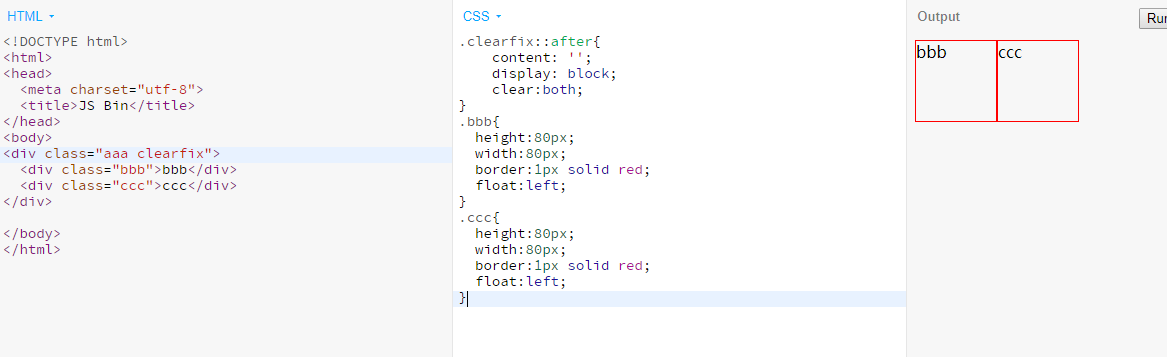 HTML
<!DOCTYPE html>
<html>
<head>
  <meta charset="utf-8">
  <title>JS Bin</title>
</head>
<body>
<div class="aaa clearfix">
  <div class="bbb">bbb</div>
  <div class="ccc">ccc</div>
</div>

</body>
</html>
CSS
.clearfix::after{
    content: '';
    display: block;
    clear:both;
}
.bbb{
  height:80px;
  width:80px;
  border:1px solid red;
  float:left;
}
.ccc{
  height:80px;
  width:80px;
  border:1px solid red;
  float:left;
}
Output
Run
bbb ccc